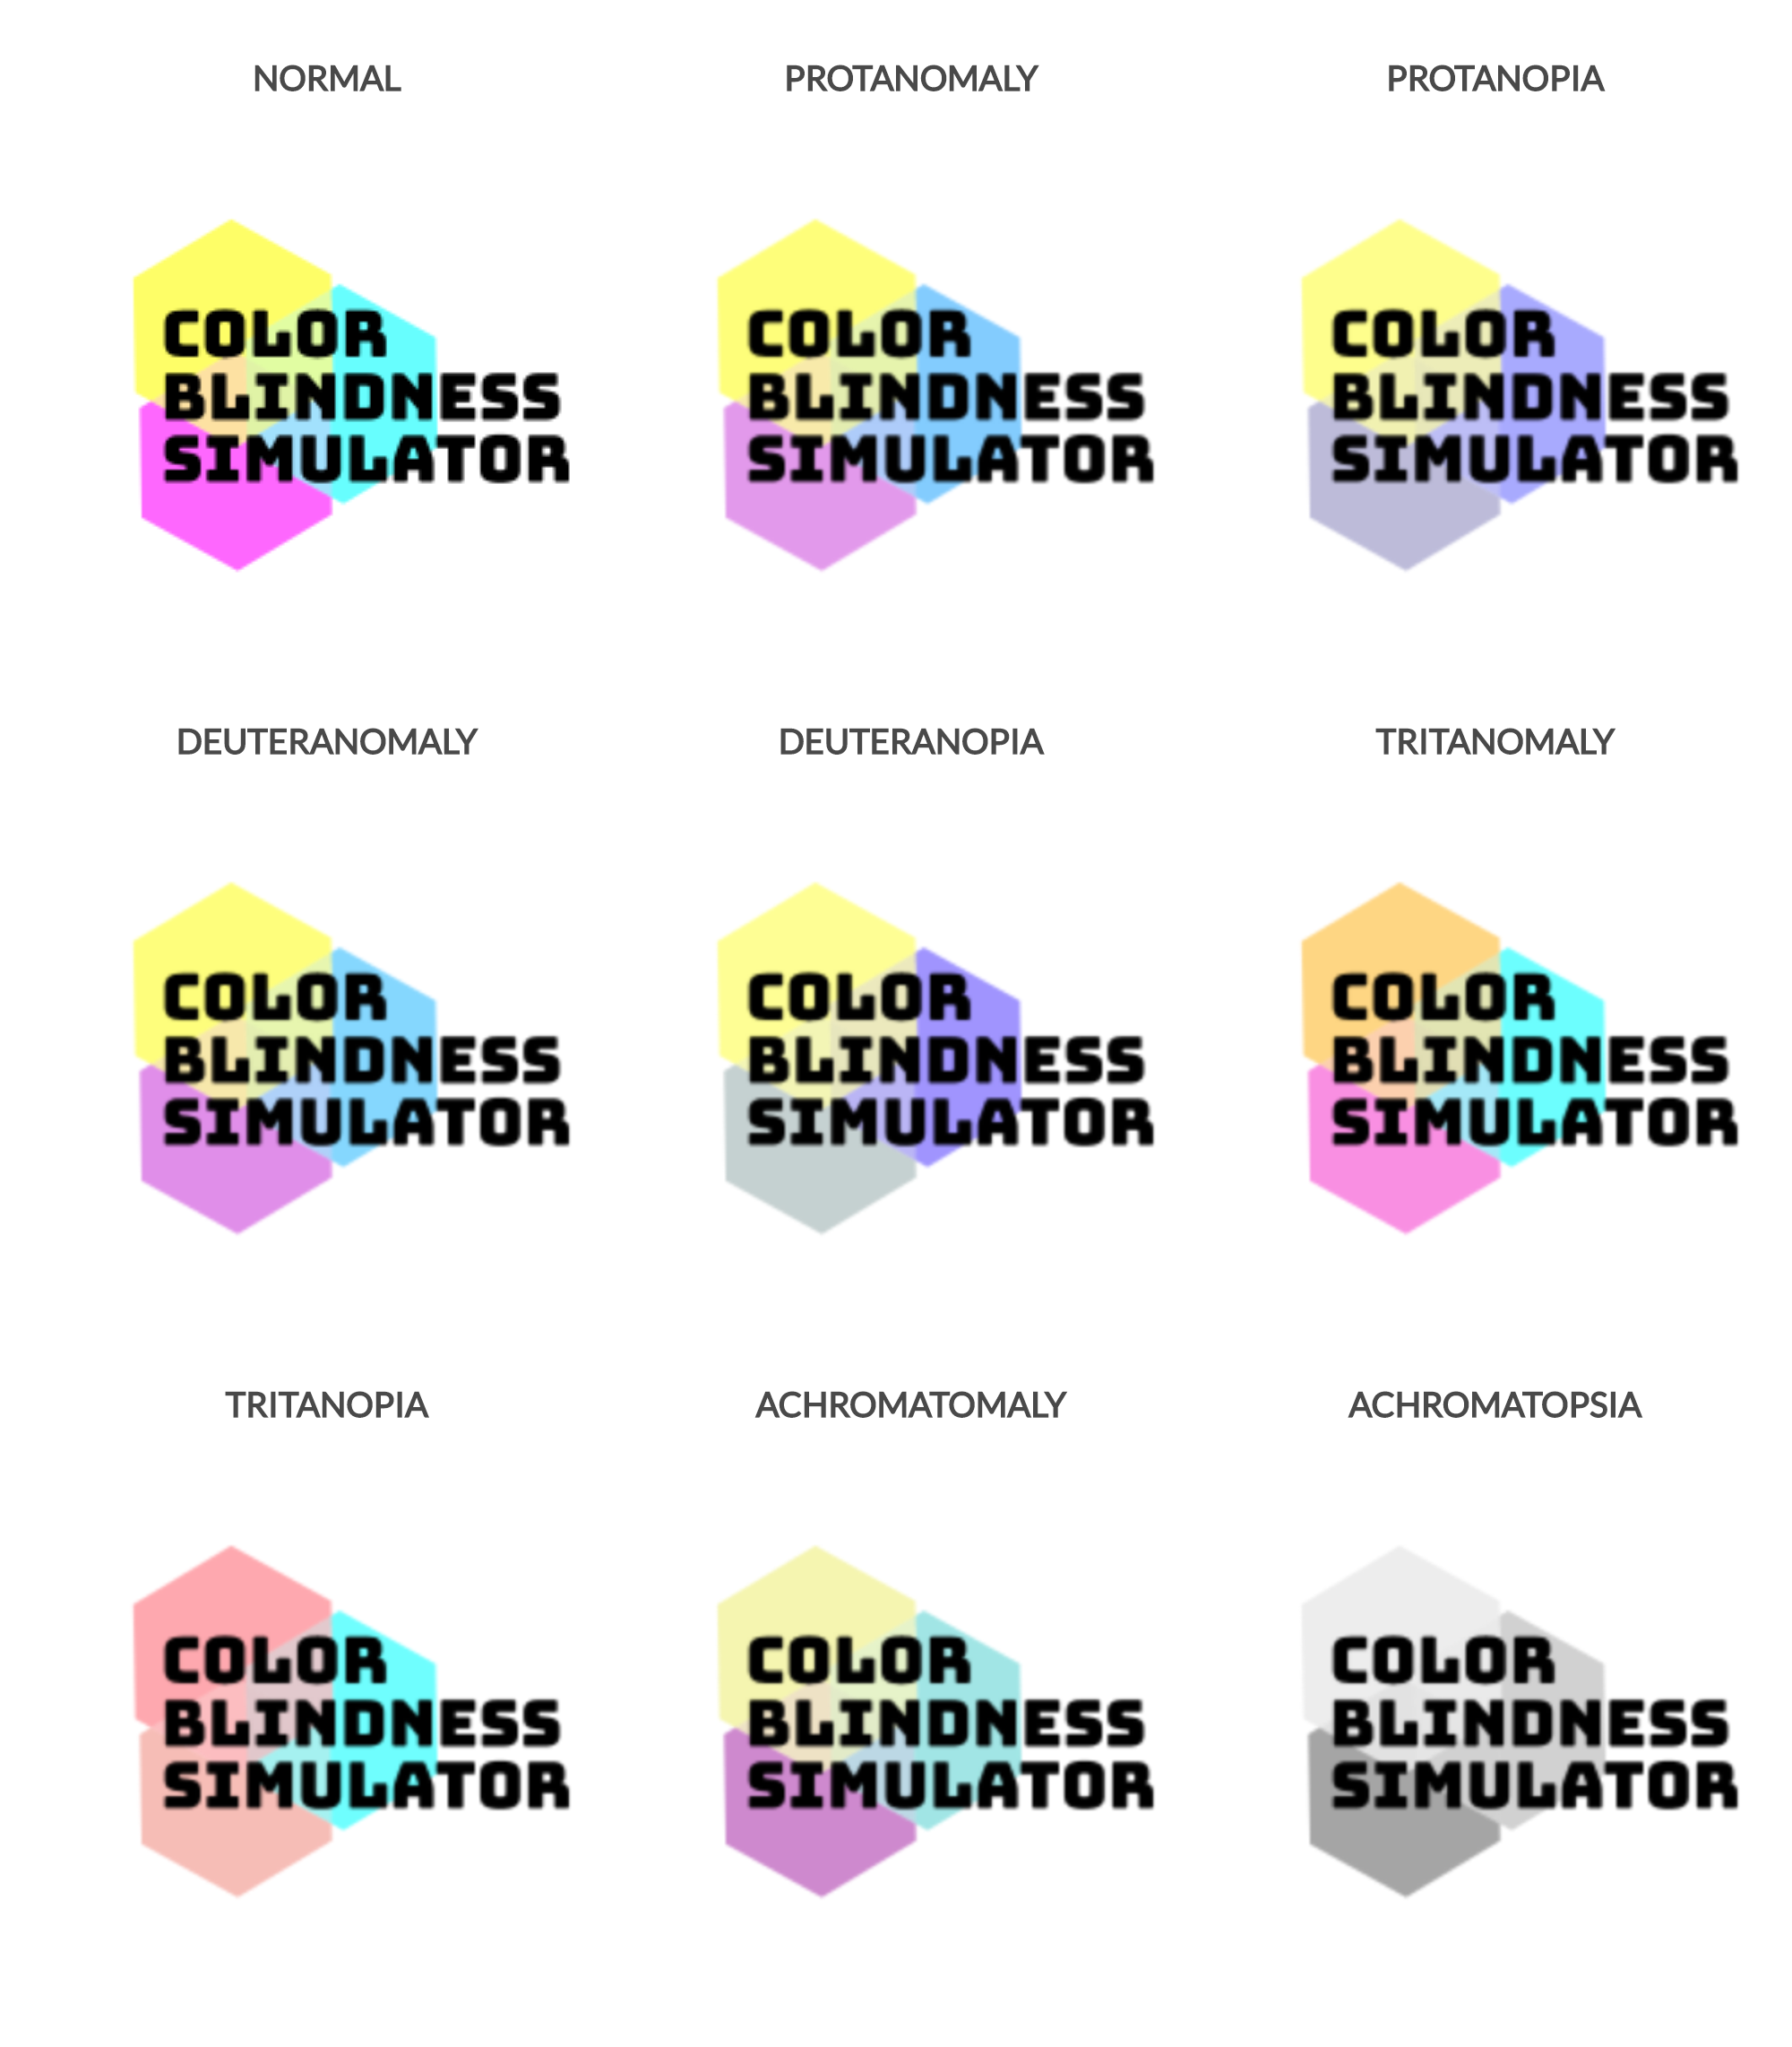 NORMAL
PROTANOMALY
PROTANOPIA
COLOR
BLINDNESS
SIMULATOR
COLOR
BLINDNESS
SIMULATOR
COLOR
BLINDNESS
SIMULATOR
DEUTERANOMALY
DEUTERANOPIA
TRITANOMALY
COLOR
BLINDNESS
SIMULATOR
COLOR
BLINDNESS
SIMULATOR
COLOR
BLINDNESS
SIMULATOR
TRITANOPIA
ACHROMATOMALY
ACHROMATOPSIA
COLOR
BLINDNESS
SIMULATOR
COLOR
BLINDNESS
SIMULATOR
COLOR
BLINDNESS
SIMULATOR